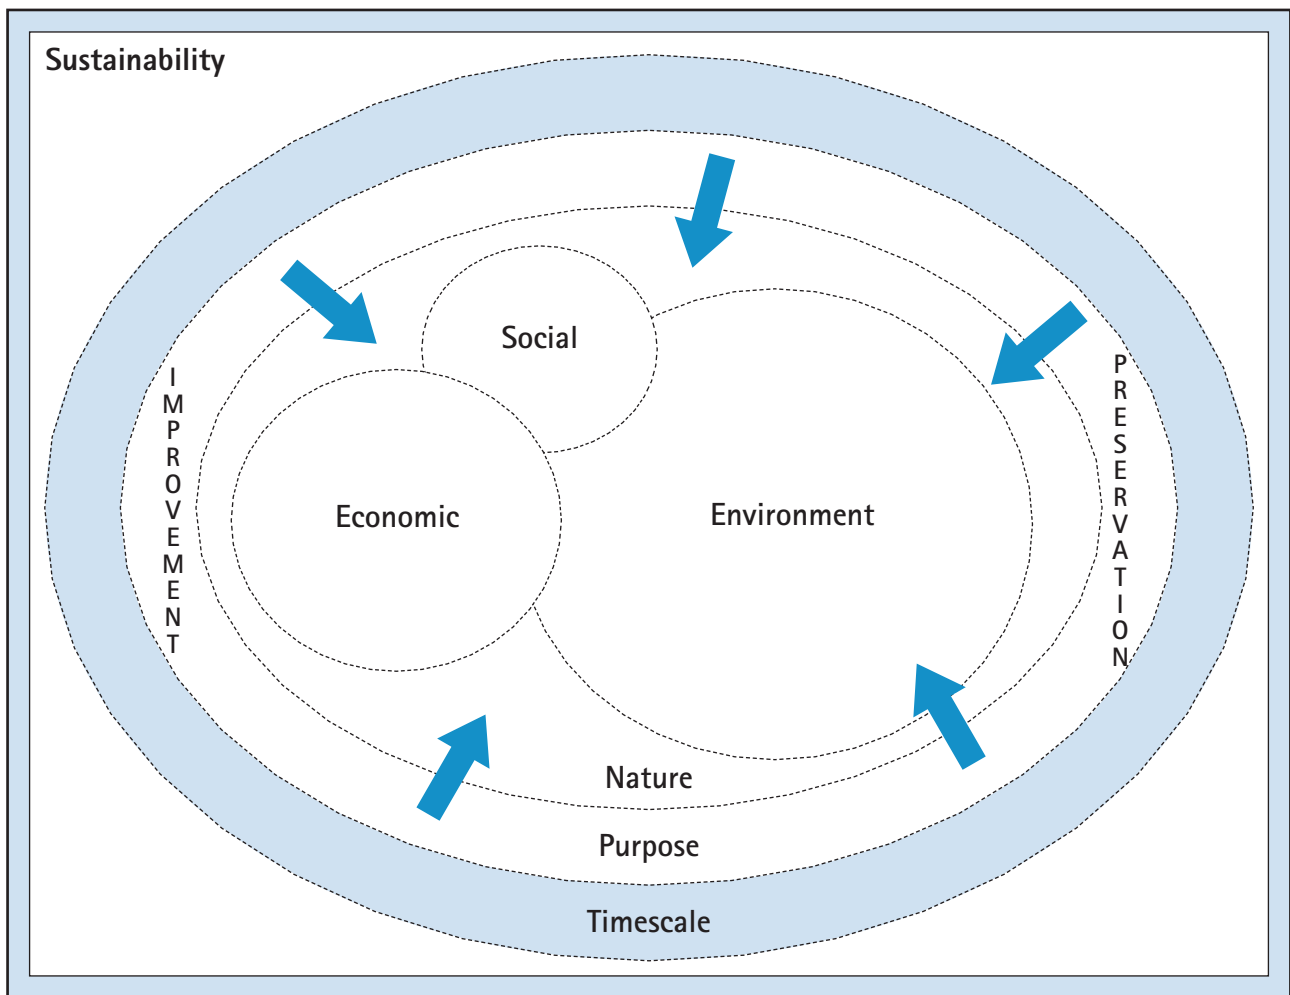 Sustainability
Social
IMPROVEMENT
PRESERVATION
Economic
Environment
Nature
Purpose
Timescale